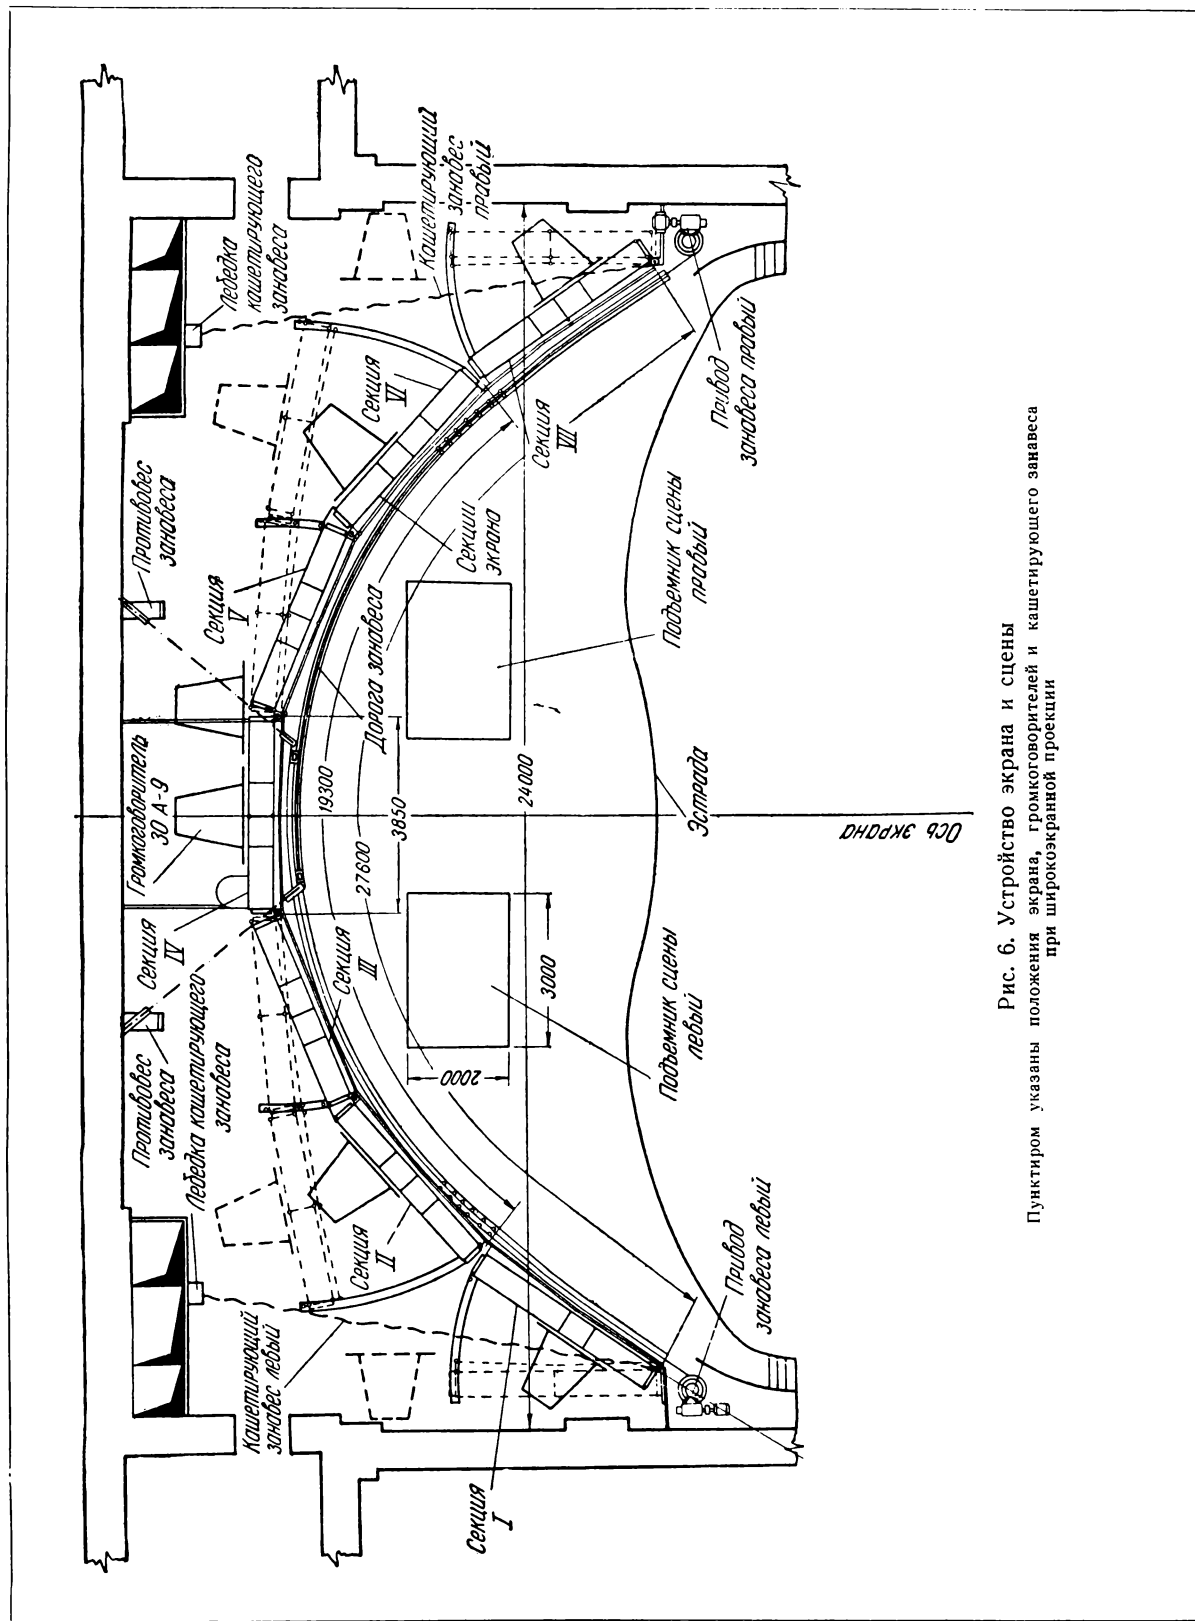 Кашетирующий
занавес левый
Лебедка кашетирующего
занавеса
Противовес
занавеса
Секция
IV
Громкоговоритель
30 А-9
Противовес
занавеса
Лебедка
кашетирующего
занавеса
Кашетирующий
занавес
правый
Секция
I
Секция
II
Секция
III
Секция
V
Секция
VI
Секция
VII
Дорога занавеса
Секции
экрана
19300
27600
3850
24000
2000
3000
Привод
занавеса левый
Подъемник сцены
левый
Эстрада
Подъемник сцены
правый
Привод
занавеса правый
Ось экрана
Рис. 6. Устройство экрана и сцены
Пунктиром указаны положения экрана, громкоговорителей и кашетирующего занавеса
при широкоэкранной проекции